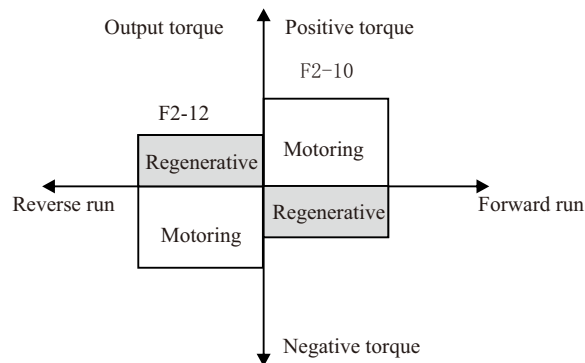 Output torque
Positive torque
F2-10
F2-12
Regenerative
Motoring
Reverse run
Regenerative
Forward run
Motoring
Negative torque